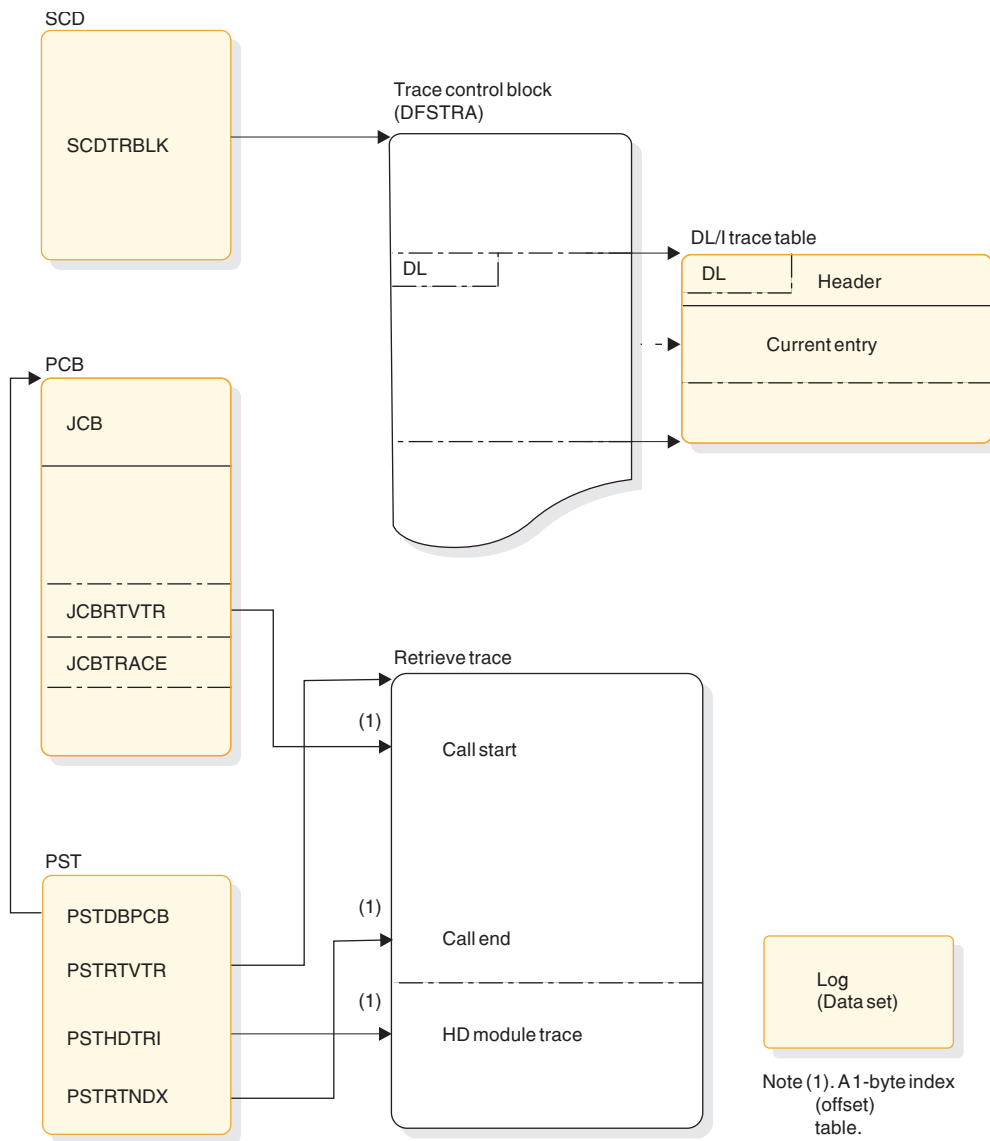 SCD
SCDTRBLK
Trace control block
(DFSTRA)
DL
DL/I trace table
DL
Header
Current entry
PCB
JCB
JCBRTVTR
JCBTRACE
Retrieve trace
(1)
Call start
PST
PSTDBPCB
PSTRTVTR
PSTHDTRI
PSTRTNDX
(1)
Call end
(1)
HD module trace
Log
(Data set)
Note (1). A 1-byte index
(offset)
table.